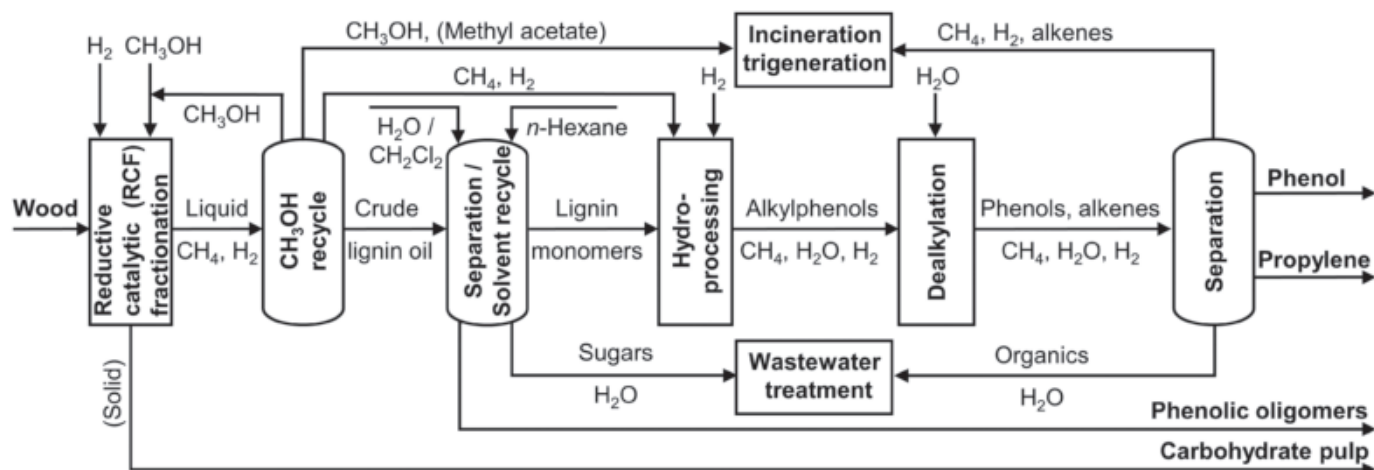 H₂
CH₃OH
CH₃OH
CH₃OH, (Methyl acetate)
Incineration
trigeneration
CH₄, H₂, alkenes
CH₄, H₂
H₂O /
CH₂Cl₂
n-Hexane
H₂
H₂O
Wood
Reductive
catalytic (RCF)
fractionation
Liquid
CH₄, H₂
CH₃OH
recycle
Crude
lignin oil
Separation /
Solvent recycle
Lignin
monomers
Hydro-
processing
Alkylphenols
CH₄, H₂O, H₂
Dealkylation
Phenols, alkenes
CH₄, H₂O, H₂
Separation
Phenol
Propylene
(Solid)
Sugars
H₂O
Wastewater
treatment
Organics
H₂O
Phenolic oligomers
Carbohydrate pulp